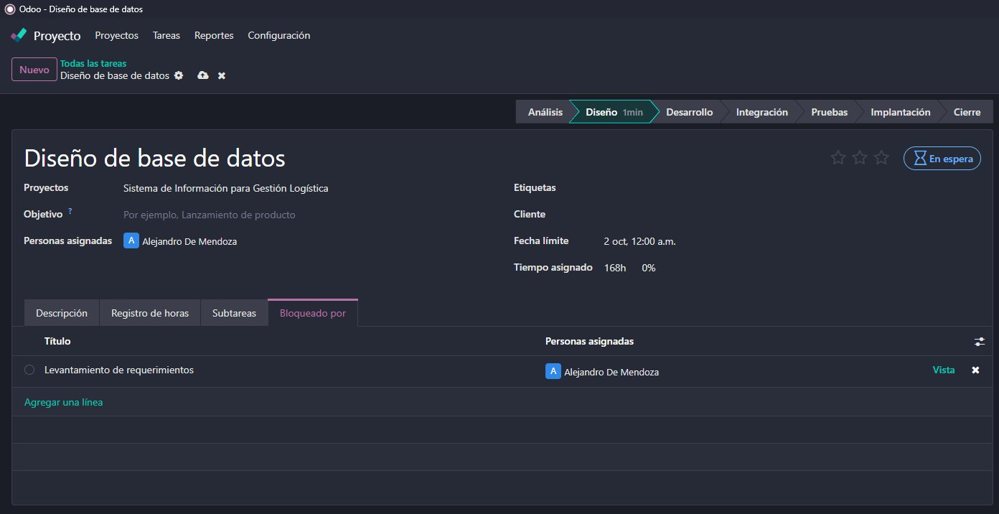 Odoo - Diseño de base de datos
Proyecto Proyectos Tareas Reportes Configuración
Nuevo Todas las tareas
Diseño de base de datos
Análisis Diseño 1min Desarrollo Integración Pruebas Implantación Cierre
Diseño de base de datos En espera
Proyectos Sistema de Información para Gestión Logística Etiquetas
Objetivo ? Por ejemplo, Lanzamiento de producto Cliente
Personas asignadas A Alejandro De Mendoza Fecha límite 2 oct, 12:00 a.m.
Tiempo asignado 168h 0%
Descripción Registro de horas Subtareas Bloqueado por
Título Personas asignadas
Levantamiento de requerimientos A Alejandro De Mendoza Vista
Agregar una línea